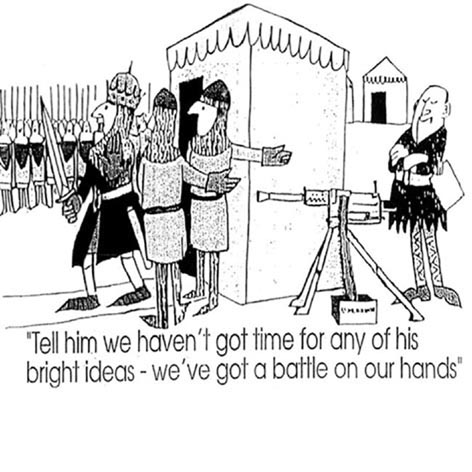 "Tell him we haven't got time for any of his
bright ideas - we've got a battle on our hands"